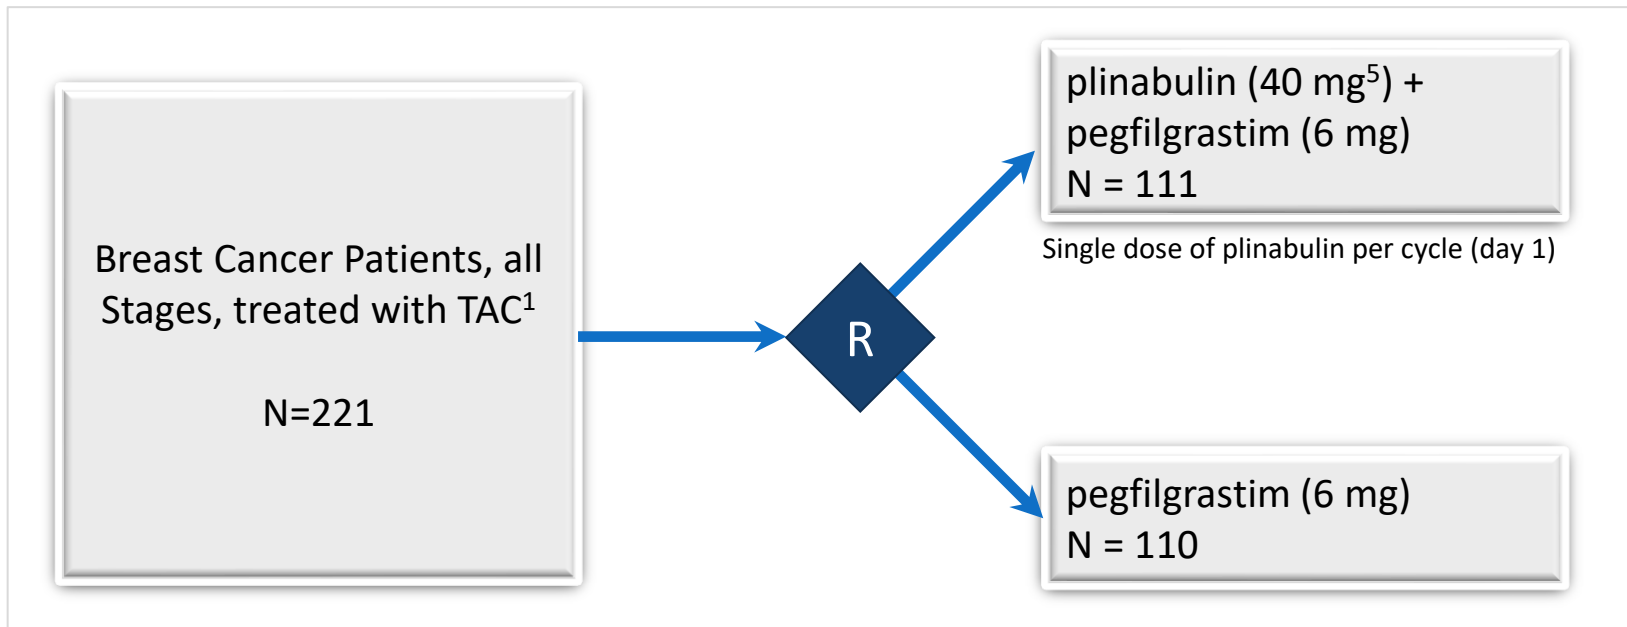 Breast Cancer Patients, all
Stages, treated with TAC¹
N=221
R
plinabulin (40 mg⁵) +
pegfilgrastim (6 mg)
N = 111
Single dose of plinabulin per cycle (day 1)
pegfilgrastim (6 mg)
N = 110